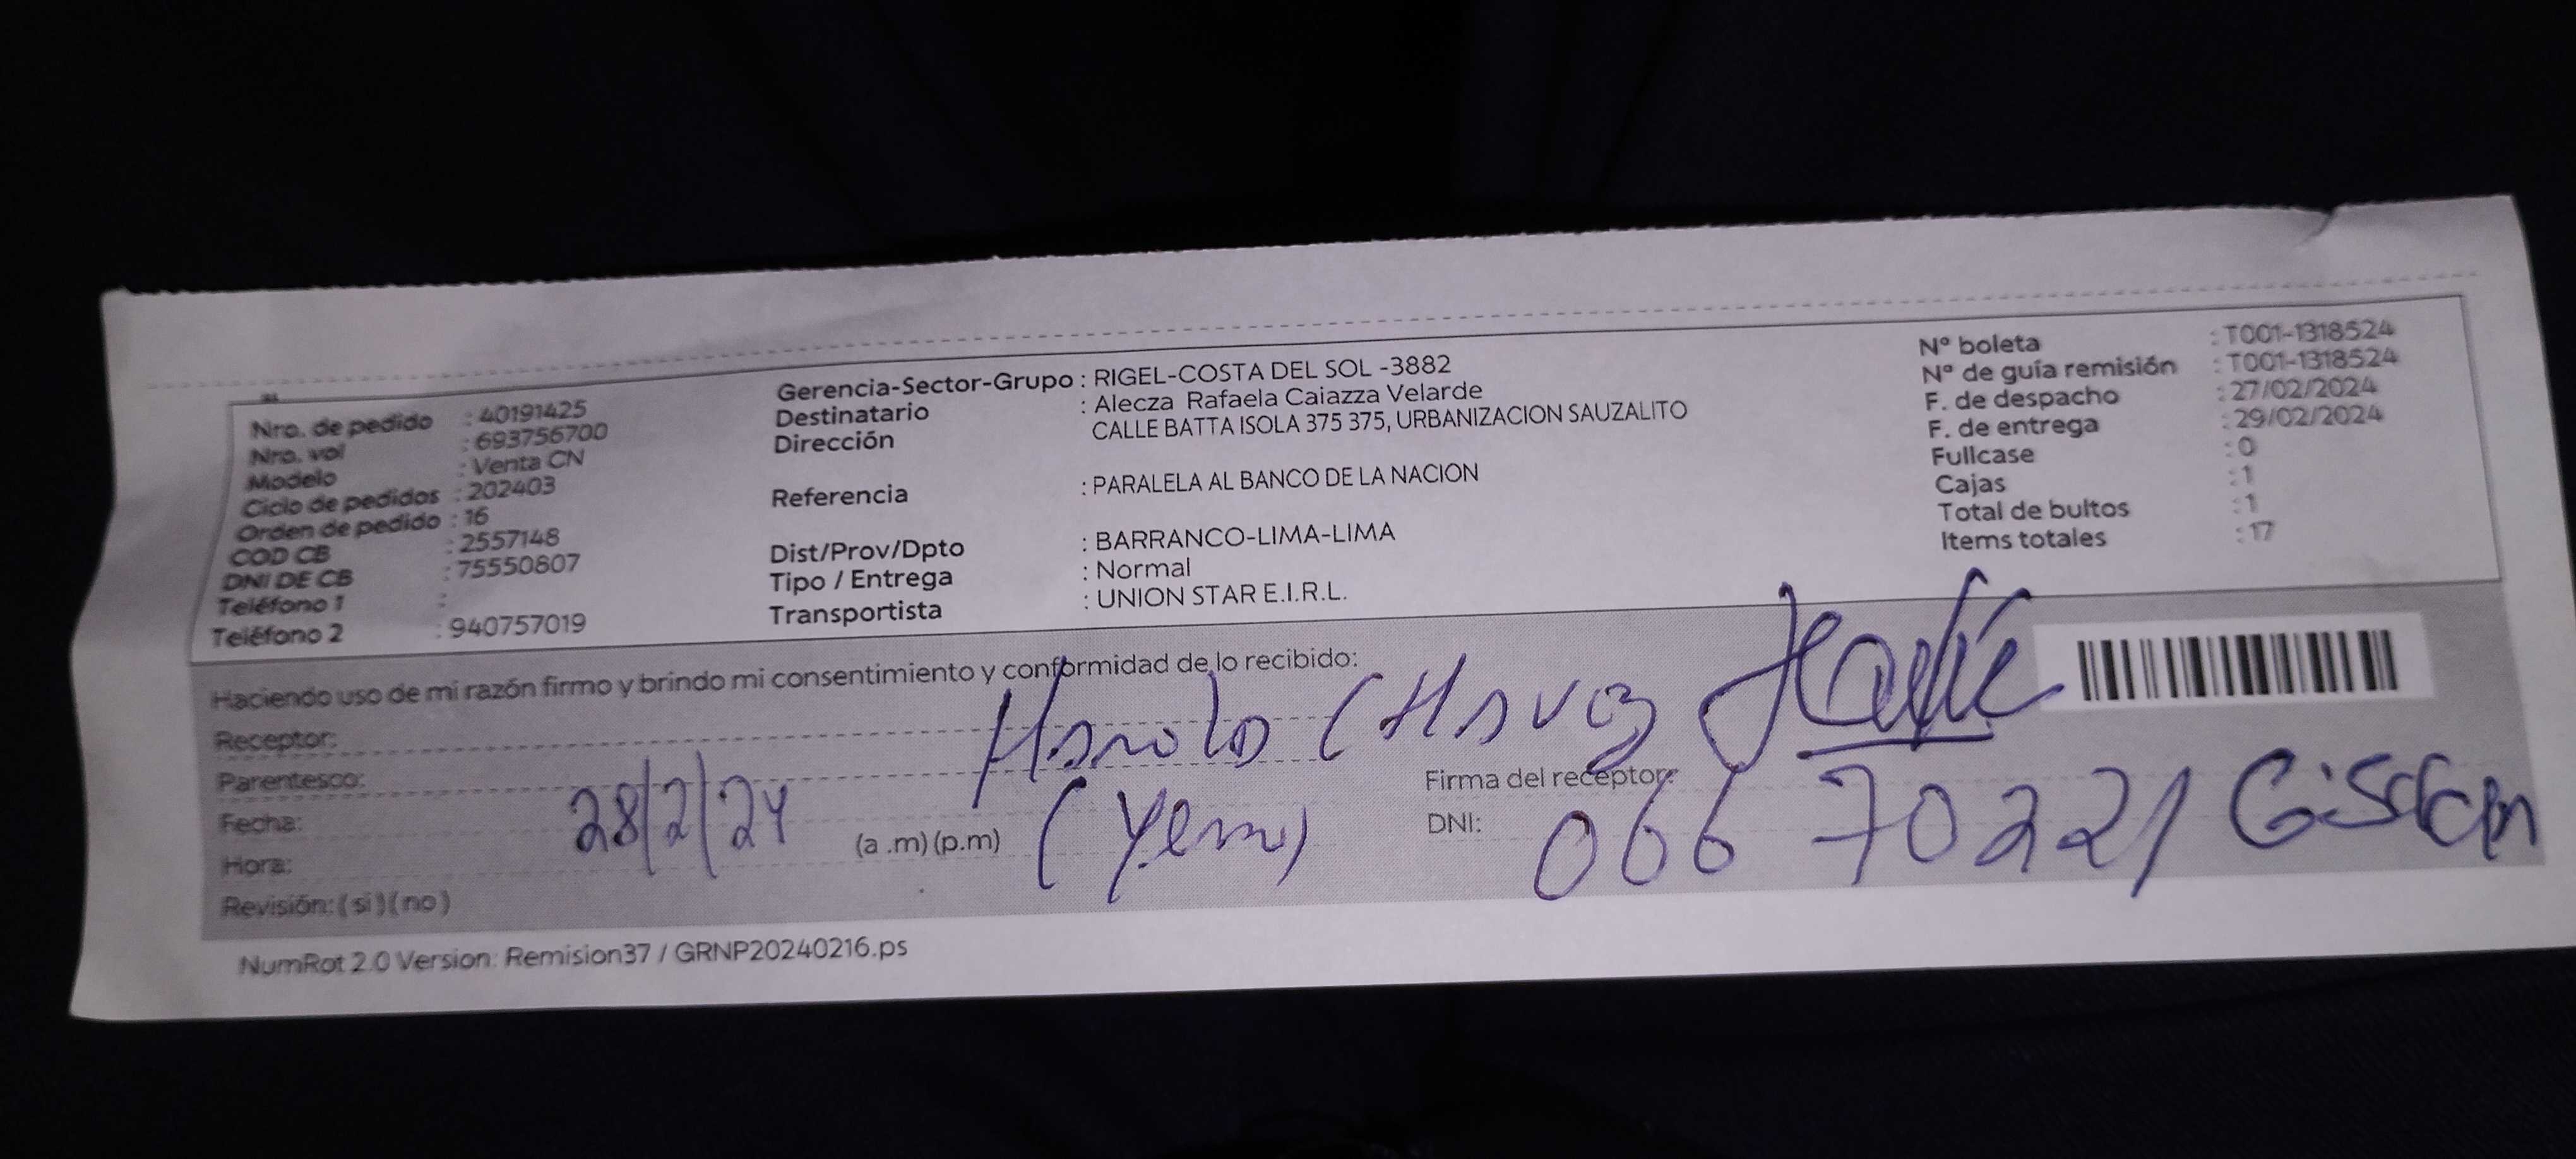 Nro. de pedido : 40191425
Nro. vol : 693756700
Modelo : Venta CN
Ciclo de pedidos : 202403
Orden de pedido : 16
COD CB : 2557148
DNI DE CB : 75550807
Teléfono 1 :
Teléfono 2 : 940757019
Gerencia-Sector-Grupo : RIGEL-COSTA DEL SOL -3882
Destinatario : Alecza Rafaela Caiazza Velarde
Dirección CALLE BATTA ISOLA 375 375, URBANIZACION SAUZALITO
Referencia : PARALELA AL BANCO DE LA NACION
Dist/Prov/Dpto : BARRANCO-LIMA-LIMA
Tipo / Entrega : Normal
Transportista : UNION STAR E.I.R.L.
Nº boleta : T001-1318524
Nº de guía remisión : T001-1318524
F. de despacho : 27/02/2024
F. de entrega : 29/02/2024
Fullcase : 0
Cajas : 1
Total de bultos : 1
Items totales : 17
Haciendo uso de mi razón firmo y brindo mi consentimiento y conformidad de lo recibido:
Receptor:
Parentesco:
Fecha: 28/2/24
Hora: (a .m) (p.m)
Revisión: ( si ) ( no )
Firma del receptor:
DNI: 06670221
NumRot 2.0 Version: Remision37 / GRNP20240216.ps